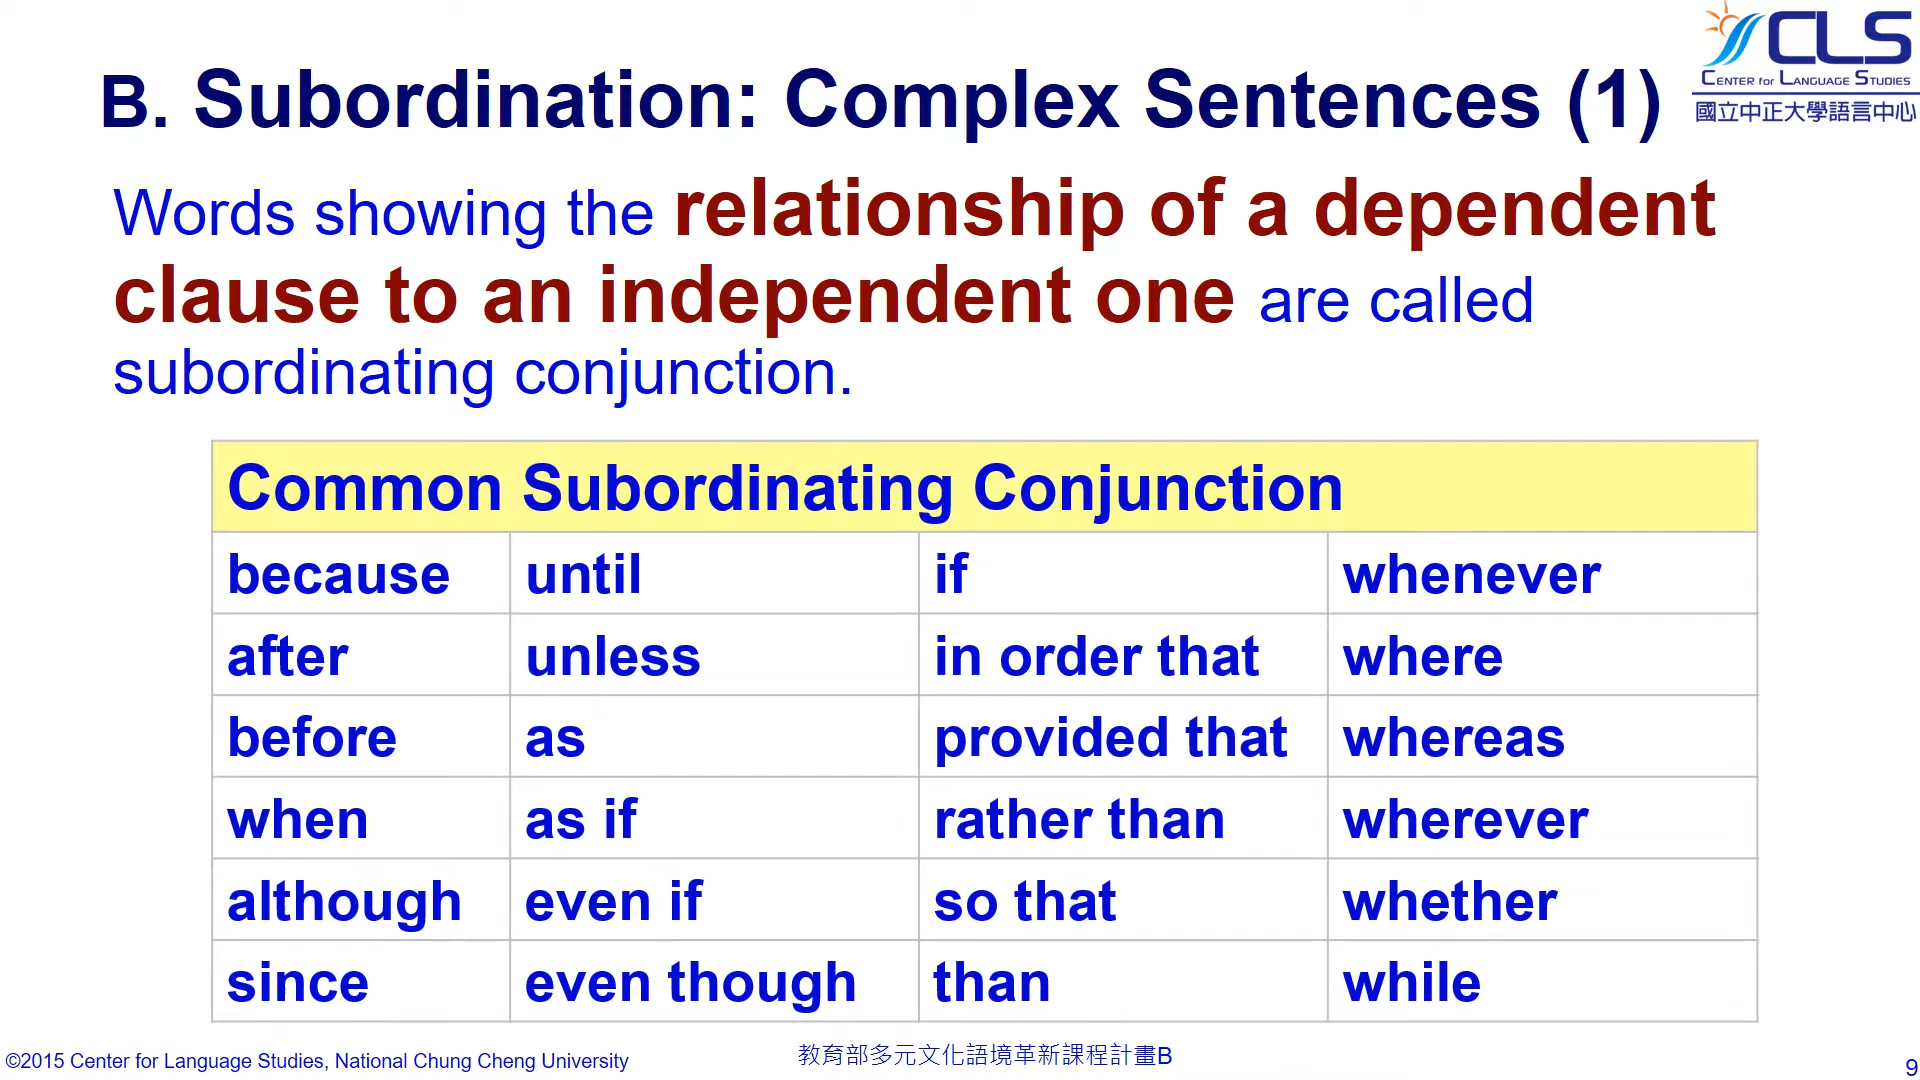 CLS
CENTER for LANGUAGE STUDIES
國立中正大學語言中心
B. Subordination: Complex Sentences (1)
Words showing the relationship of a dependent
clause to an independent one are called
subordinating conjunction.
Common Subordinating Conjunction
because until if whenever
after unless in order that where
before as provided that whereas
when as if rather than wherever
although even if so that whether
since even though than while
©2015 Center for Language Studies, National Chung Cheng University
教育部多元文化語境革新課程計畫B
9